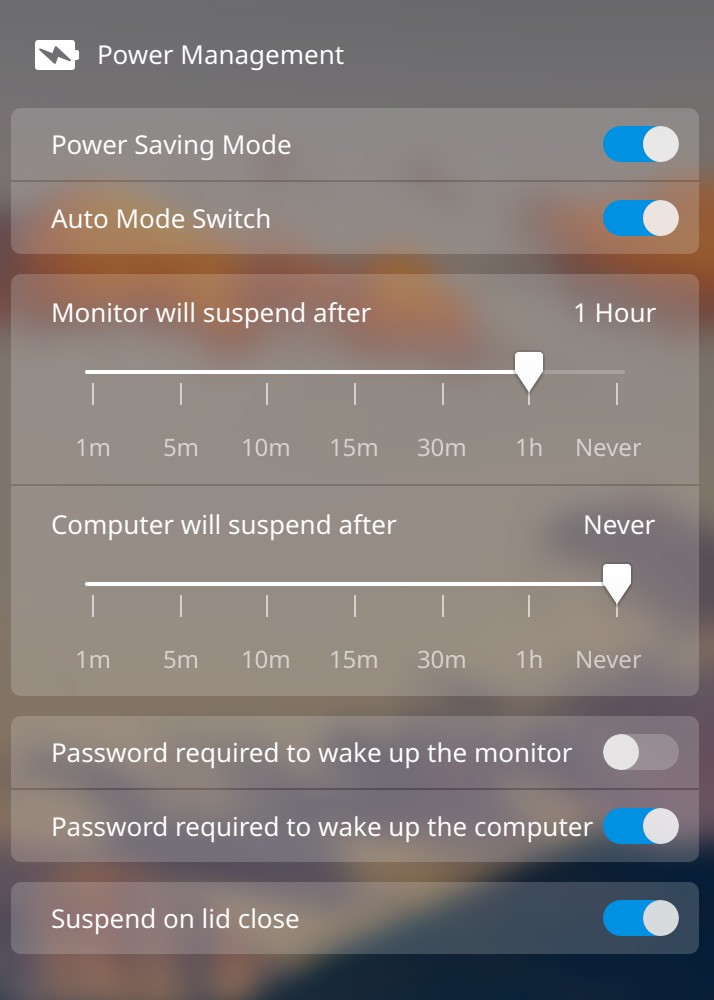 Power Management
Power Saving Mode
Auto Mode Switch
Monitor will suspend after 1 Hour
1m 5m 10m 15m 30m 1h Never
Computer will suspend after Never
1m 5m 10m 15m 30m 1h Never
Password required to wake up the monitor
Password required to wake up the computer
Suspend on lid close